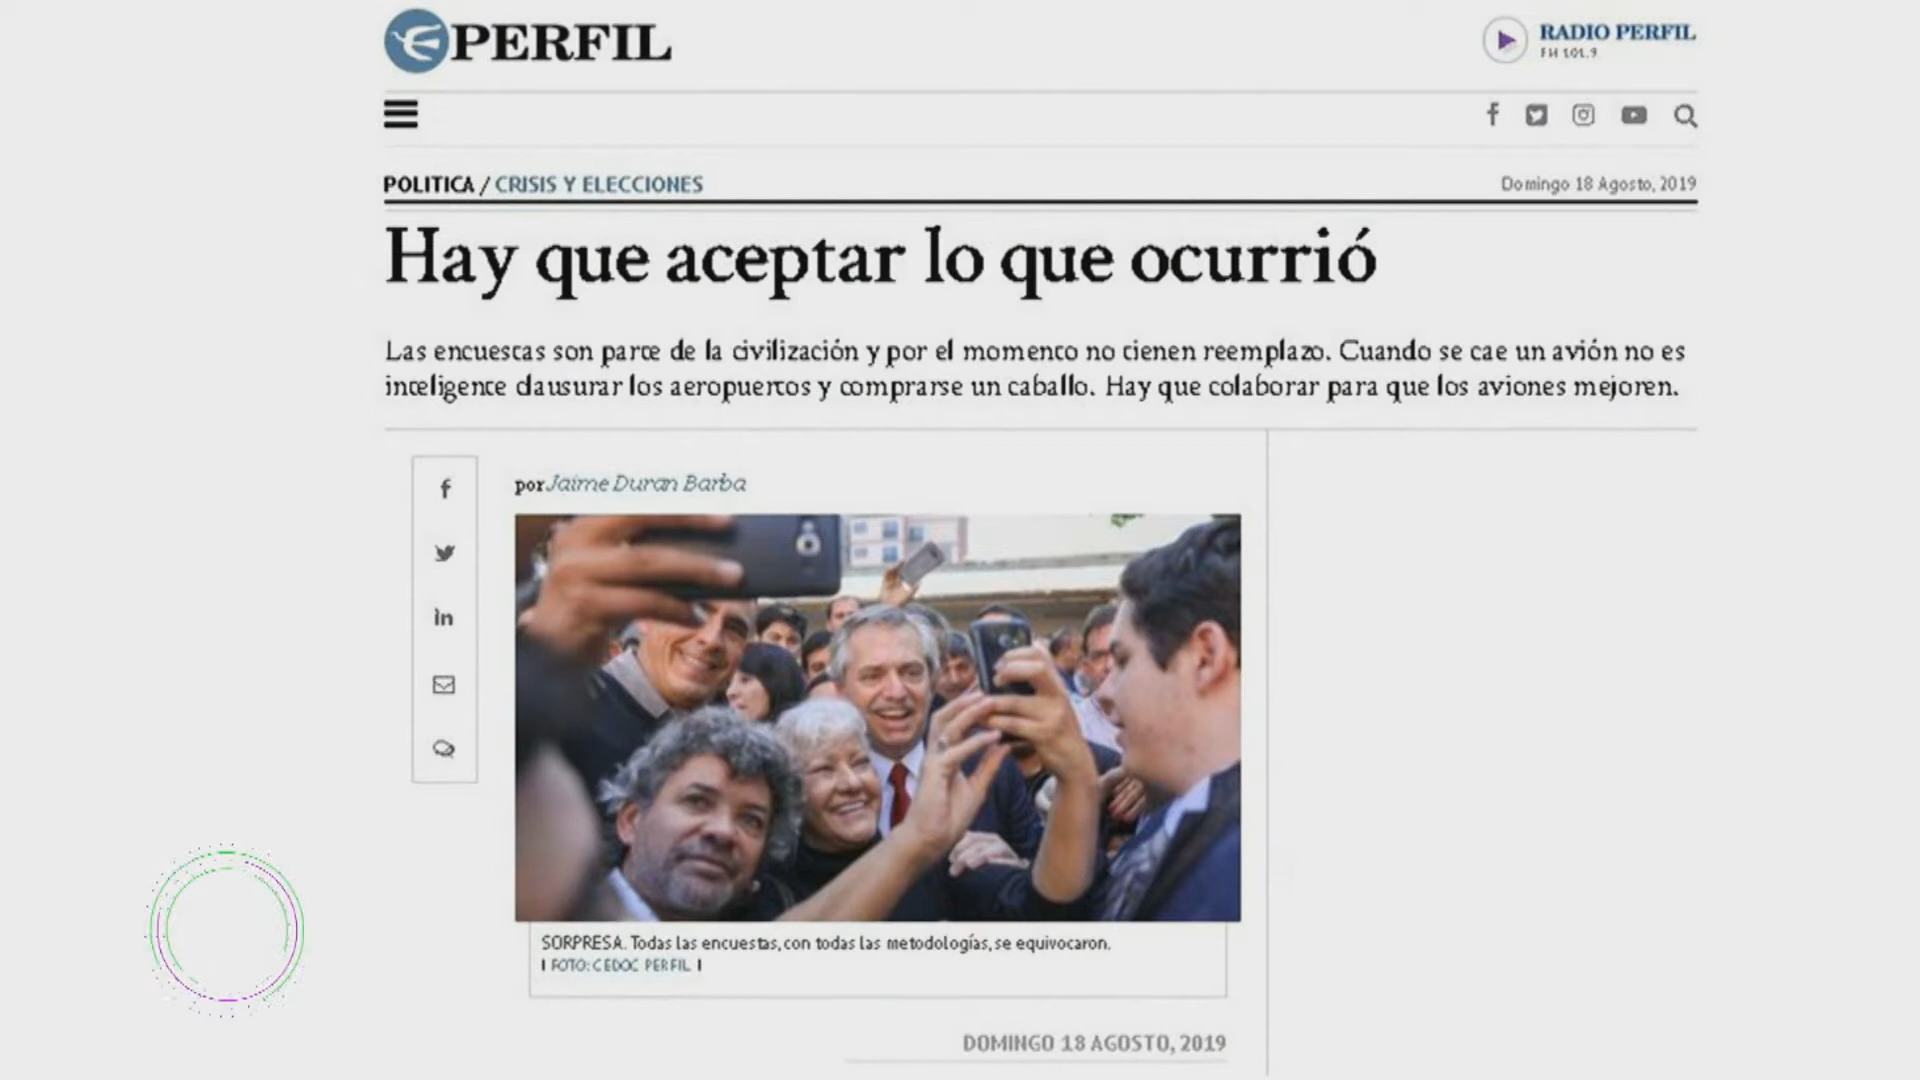 PERFIL
RADIO PERFIL
FM 101.9
POLITICA / CRISIS Y ELECCIONES
Domingo 18 Agosto, 2019
Hay que aceptar lo que ocurrió
Las encuestas son parte de la civilización y por el momento no tienen reemplazo. Cuando se cae un avión no es
inteligente clausurar los aeropuertos y comprarse un caballo. Hay que colaborar para que los aviones mejoren.
por Jaime Duran Barba
SORPRESA. Todas las encuestas, con todas las metodologías, se equivocaron.
| FOTO: CEDOC PERFIL |
DOMINGO 18 AGOSTO, 2019